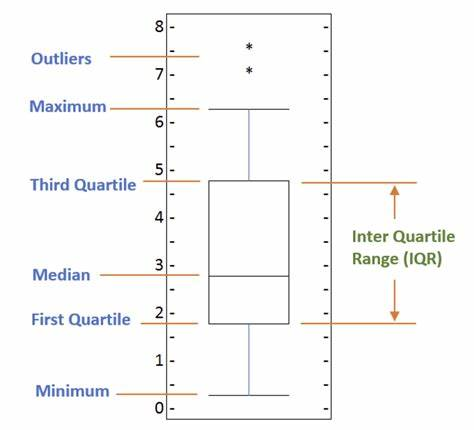 8
Outliers
7
Maximum
6
5
Third Quartile
4
Inter Quartile
Range (IQR)
3
Median
2
First Quartile
1
Minimum
0